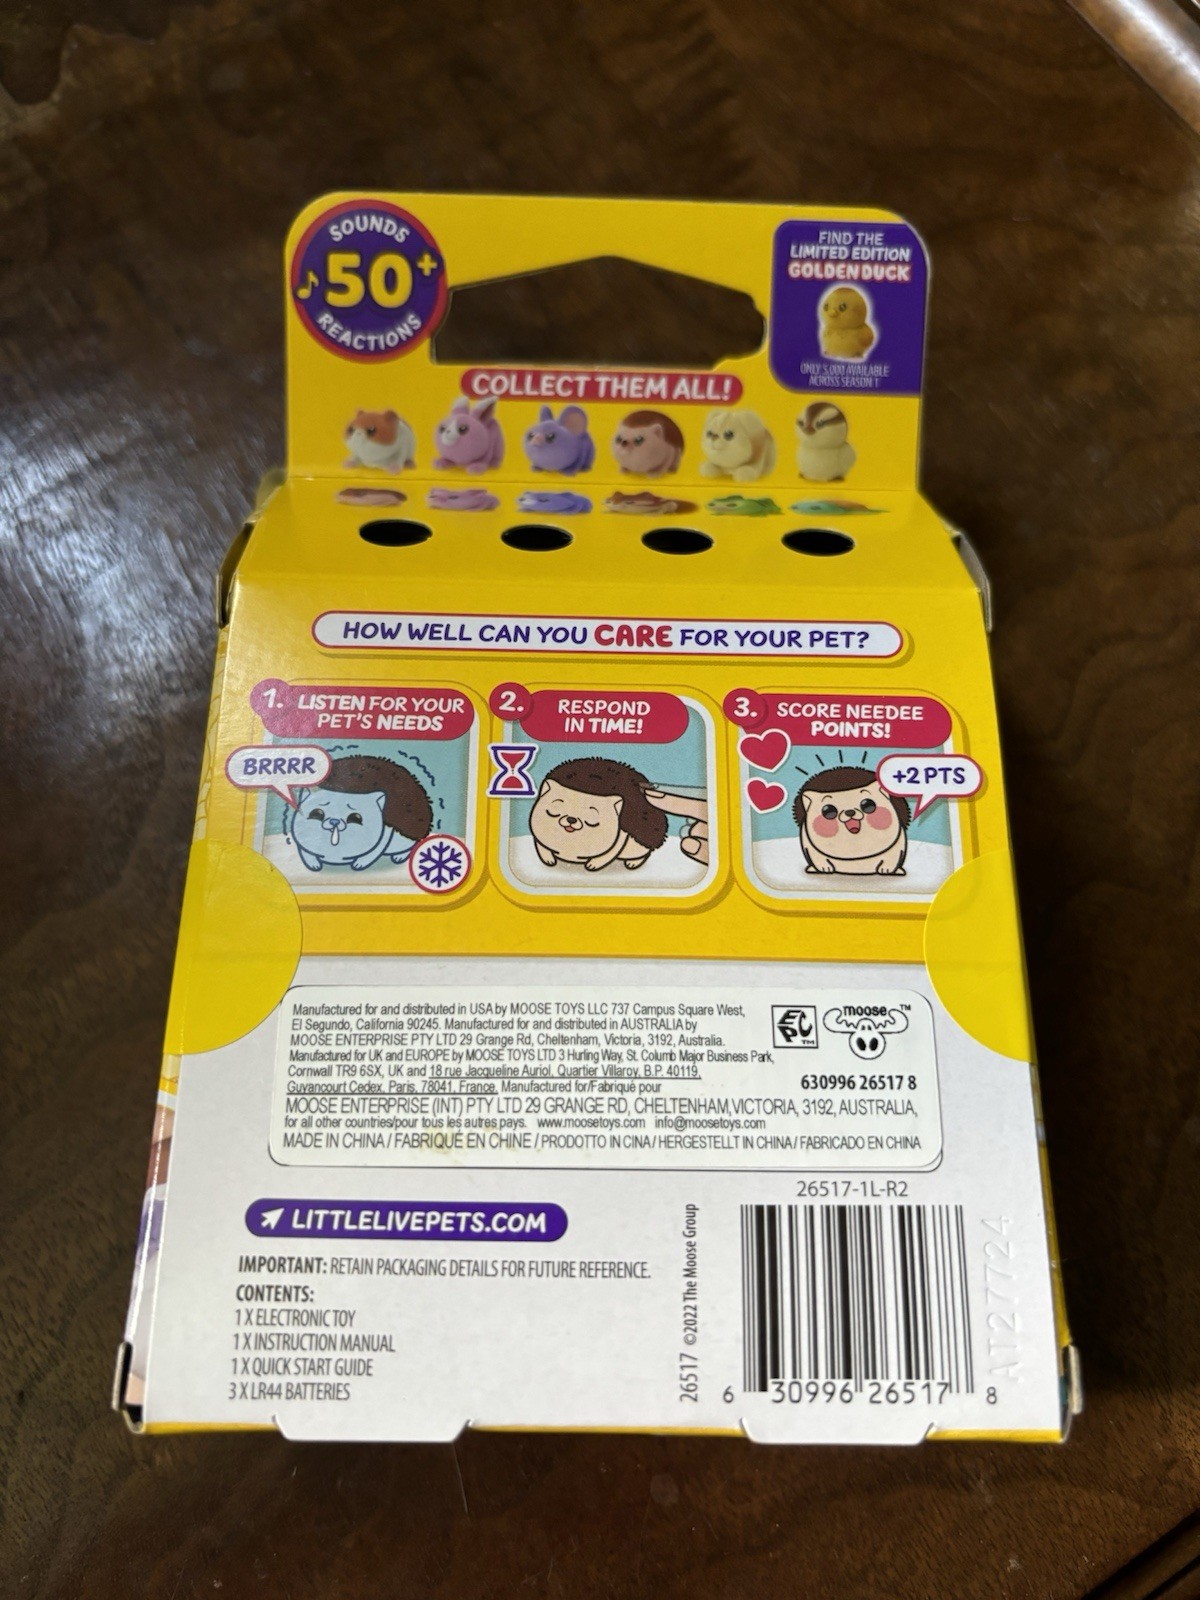 SOUNDS
50+
REACTIONS
FIND THE
LIMITED EDITION
GOLDEN DUCK
ONLY 5,000 AVAILABLE
ACROSS SEASON 1
COLLECT THEM ALL!
HOW WELL CAN YOU CARE FOR YOUR PET?
1. LISTEN FOR YOUR
PET'S NEEDS
BRRRR
2. RESPOND
IN TIME!
3. SCORE NEEDEE
POINTS!
+2 PTS
Manufactured for and distributed in USA by MOOSE TOYS LLC 737 Campus Square West,
El Segundo, California 90245. Manufactured for and distributed in AUSTRALIA by
MOOSE ENTERPRISE PTY LTD 29 Grange Rd, Cheltenham, Victoria, 3192, Australia.
Manufactured for UK and EUROPE by MOOSE TOYS LTD 3 Hurling Way, St. Columb Major Business Park,
Cornwall TR9 6SX, UK and 18 rue Jacqueline Auriol, Quartier Villaroy, B.P. 40119,
Guyancourt Cedex, Paris, 78041, France. Manufactured for/Fabriqué pour
MOOSE ENTERPRISE (INT) PTY LTD 29 GRANGE RD, CHELTENHAM, VICTORIA, 3192, AUSTRALIA,
for all other countries/pour tous les autres pays. www.moosetoys.com info@moosetoys.com
MADE IN CHINA / FABRIQUÉ EN CHINE / PRODOTTO IN CINA / HERGESTELLT IN CHINA / FABRICADO EN CHINA
EPC™
moose™
630996 26517 8
LITTLELIVEPETS.COM
IMPORTANT: RETAIN PACKAGING DETAILS FOR FUTURE REFERENCE.
CONTENTS:
1 X ELECTRONIC TOY
1 X INSTRUCTION MANUAL
1 X QUICK START GUIDE
3 X LR44 BATTERIES
26517 ©2022 The Moose Group
26517-1L-R2
6 30996 26517 8
AT27724